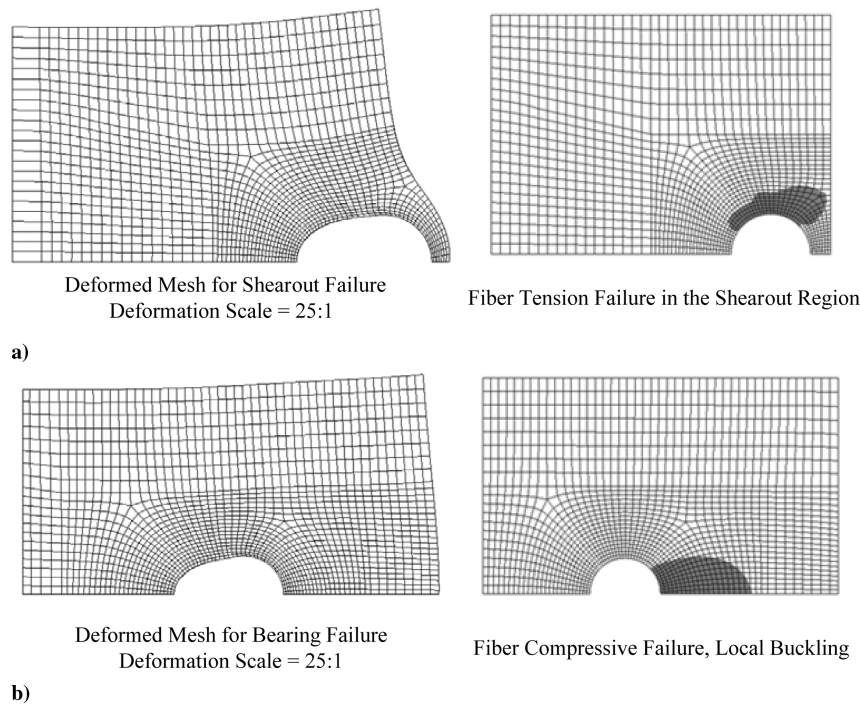 Deformed Mesh for Shearout Failure
Deformation Scale = 25:1
Fiber Tension Failure in the Shearout Region
a)
Deformed Mesh for Bearing Failure
Deformation Scale = 25:1
Fiber Compressive Failure, Local Buckling
b)